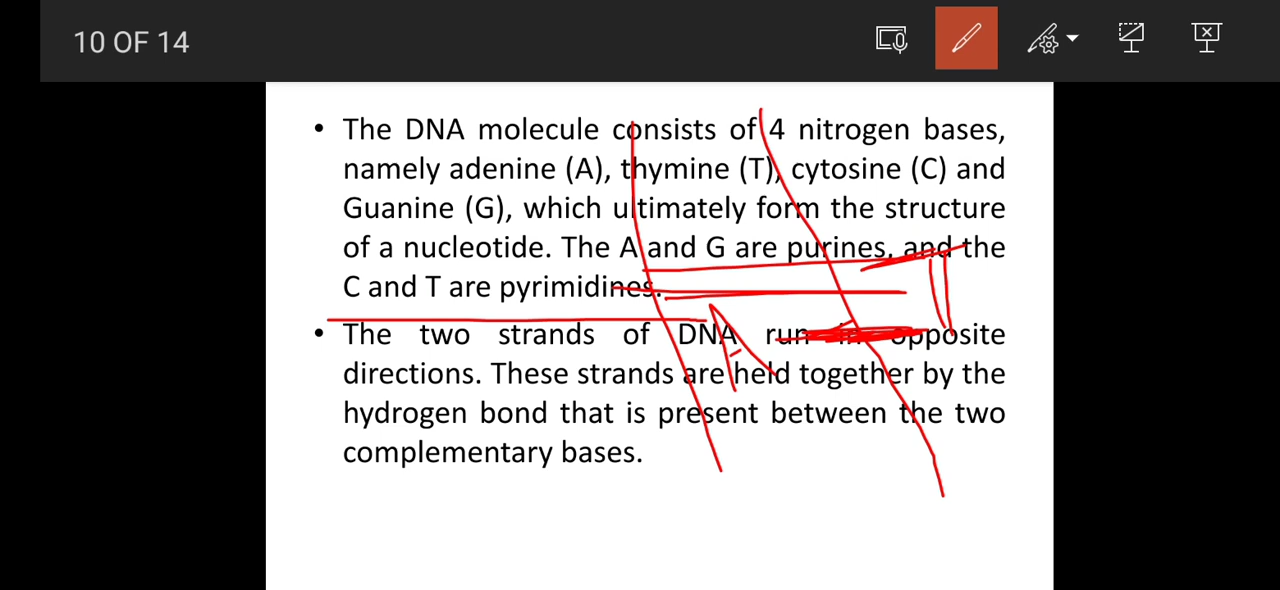 10 OF 14
• The DNA molecule consists of 4 nitrogen bases,
namely adenine (A), thymine (T), cytosine (C) and
Guanine (G), which ultimately form the structure
of a nucleotide. The A and G are purines, and the
C and T are pyrimidines.
• The two strands of DNA run in opposite
directions. These strands are held together by the
hydrogen bond that is present between the two
complementary bases.
A
T